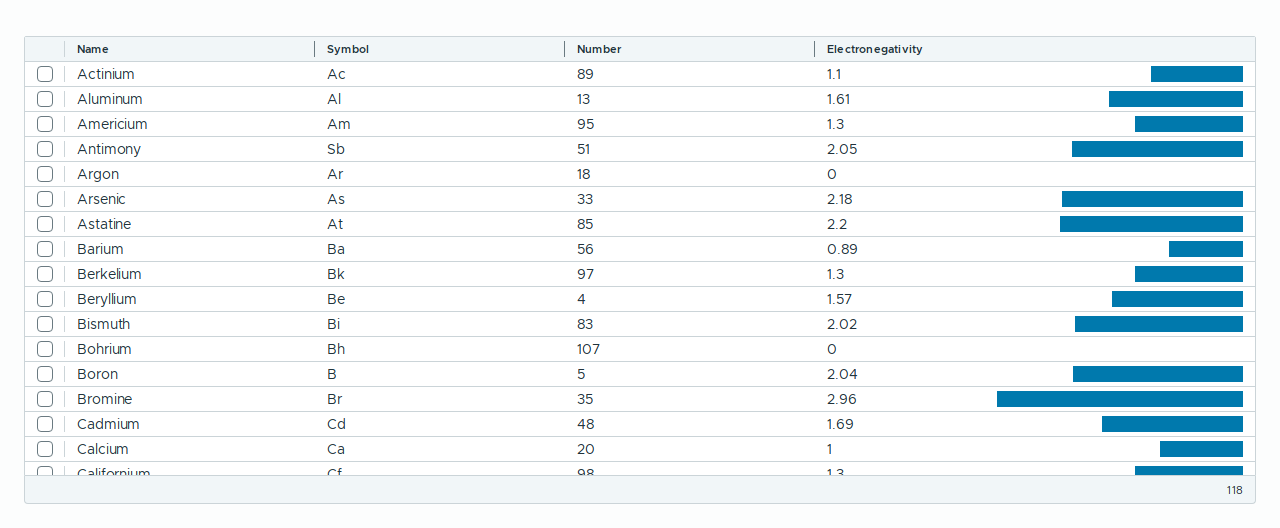 Name Symbol Number Electronegativity
Actinium Ac 89 1.1
Aluminum Al 13 1.61
Americium Am 95 1.3
Antimony Sb 51 2.05
Argon Ar 18 0
Arsenic As 33 2.18
Astatine At 85 2.2
Barium Ba 56 0.89
Berkelium Bk 97 1.3
Beryllium Be 4 1.57
Bismuth Bi 83 2.02
Bohrium Bh 107 0
Boron B 5 2.04
Bromine Br 35 2.96
Cadmium Cd 48 1.69
Calcium Ca 20 1
Californium Cf 98 1.3
118